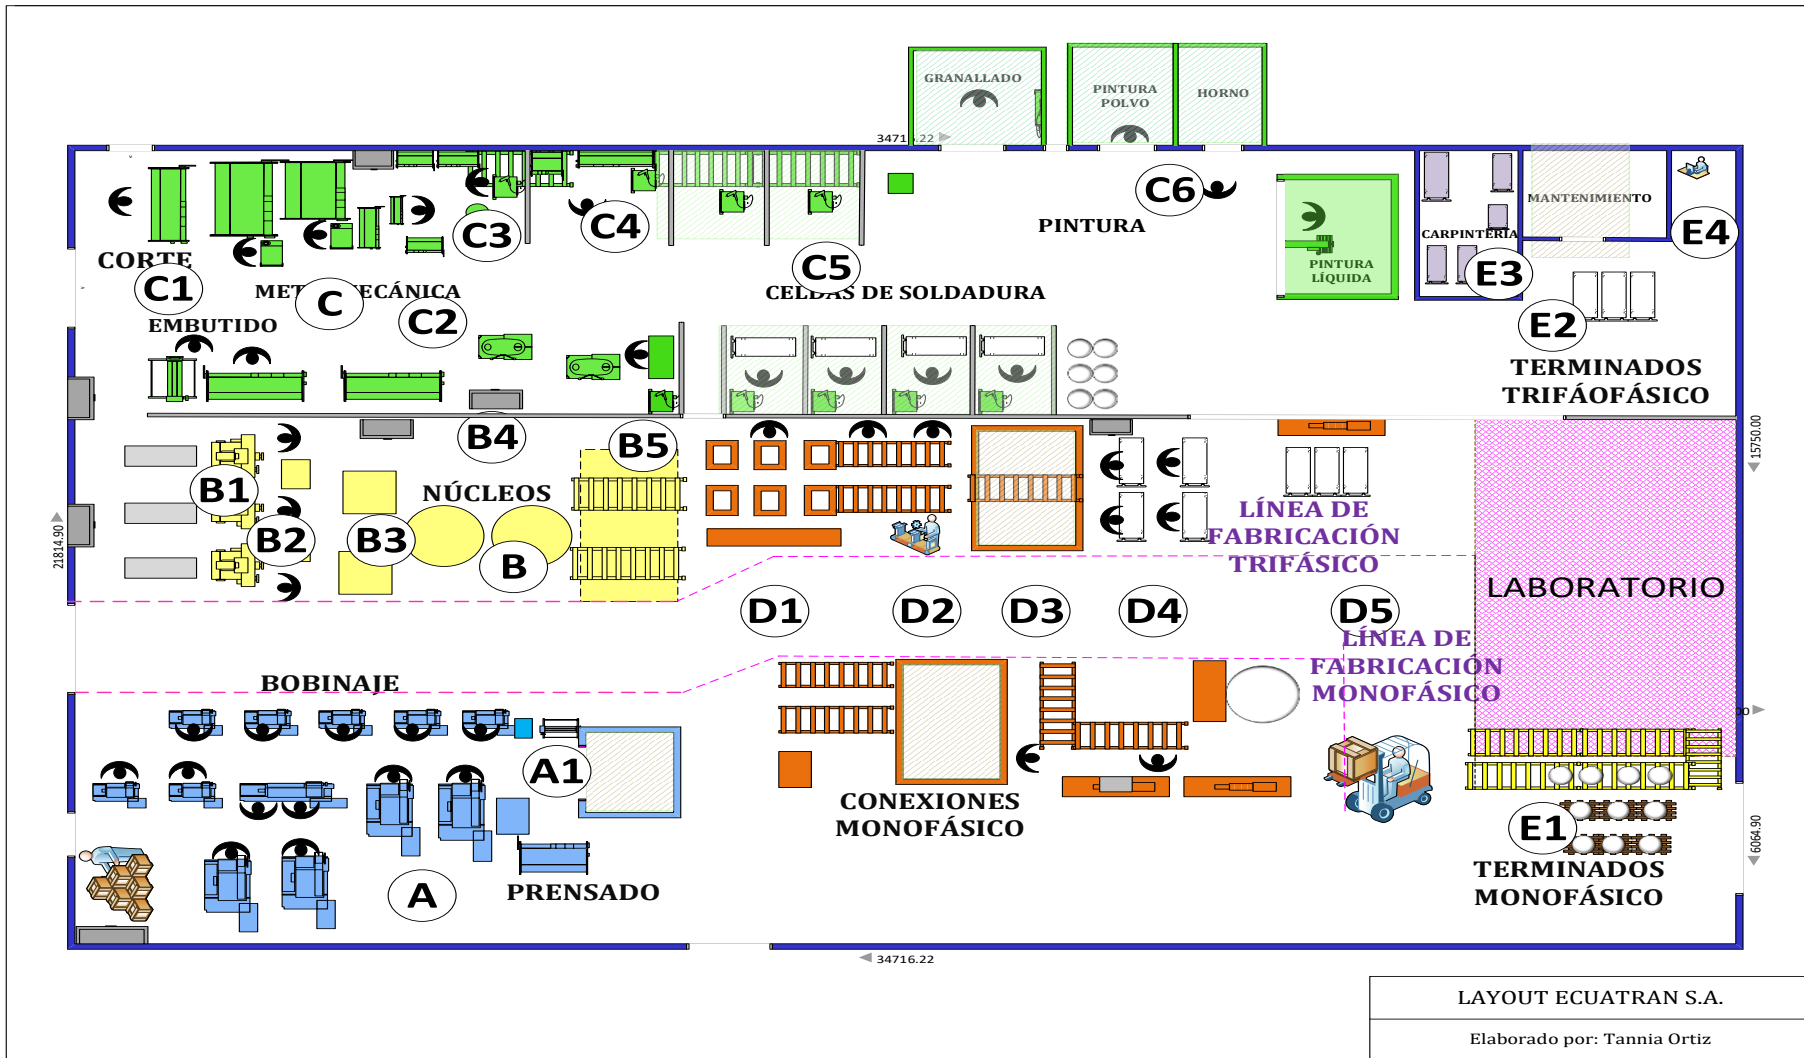 GRANALLADO
PINTURA
POLVO
HORNO
34716.22
C6
PINTURA
MANTENIMIENTO
CARPINTERÍA
E4
E3
C3
C4
C5
CORTE
C1
METALMECÁNICA
C
C2
CELDAS DE SOLDADURA
PINTURA
LÍQUIDA
EMBUTIDO
E2
TERMINADOS
TRIFÁOFÁSICO
B4
B5
B1
NÚCLEOS
B2
B3
B
LÍNEA DE
FABRICACIÓN
TRIFÁSICO
15750.00
21814.90
LABORATORIO
D1
D2
D3
D4
D5
LÍNEA DE
FABRICACIÓN
MONOFÁSICO
BOBINAJE
A1
CONEXIONES
MONOFÁSICO
E1
6064.90
TERMINADOS
MONOFÁSICO
A
PRENSADO
34716.22
LAYOUT ECUATRAN S.A.
Elaborado por: Tannia Ortiz